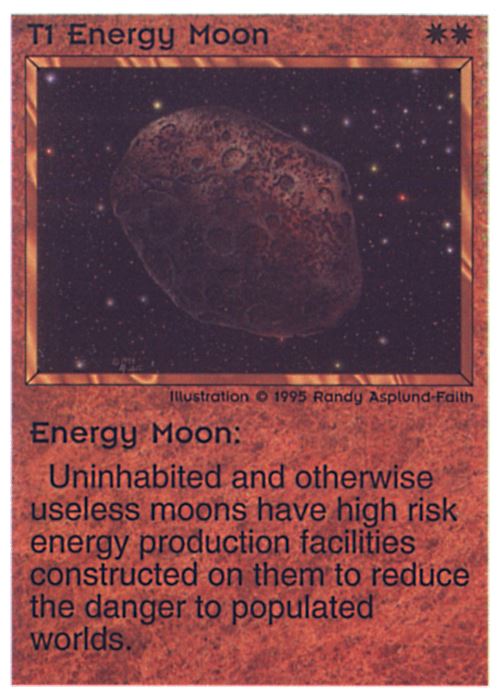 T1 Energy Moon
Illustration © 1995 Randy Asplund-Faith
Energy Moon:
Uninhabited and otherwise
useless moons have high risk
energy production facilities
constructed on them to reduce
the danger to populated
worlds.